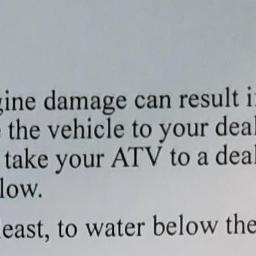 gine damage can result i
the vehicle to your deal
take your ATV to a deal
low.
east, to water below the